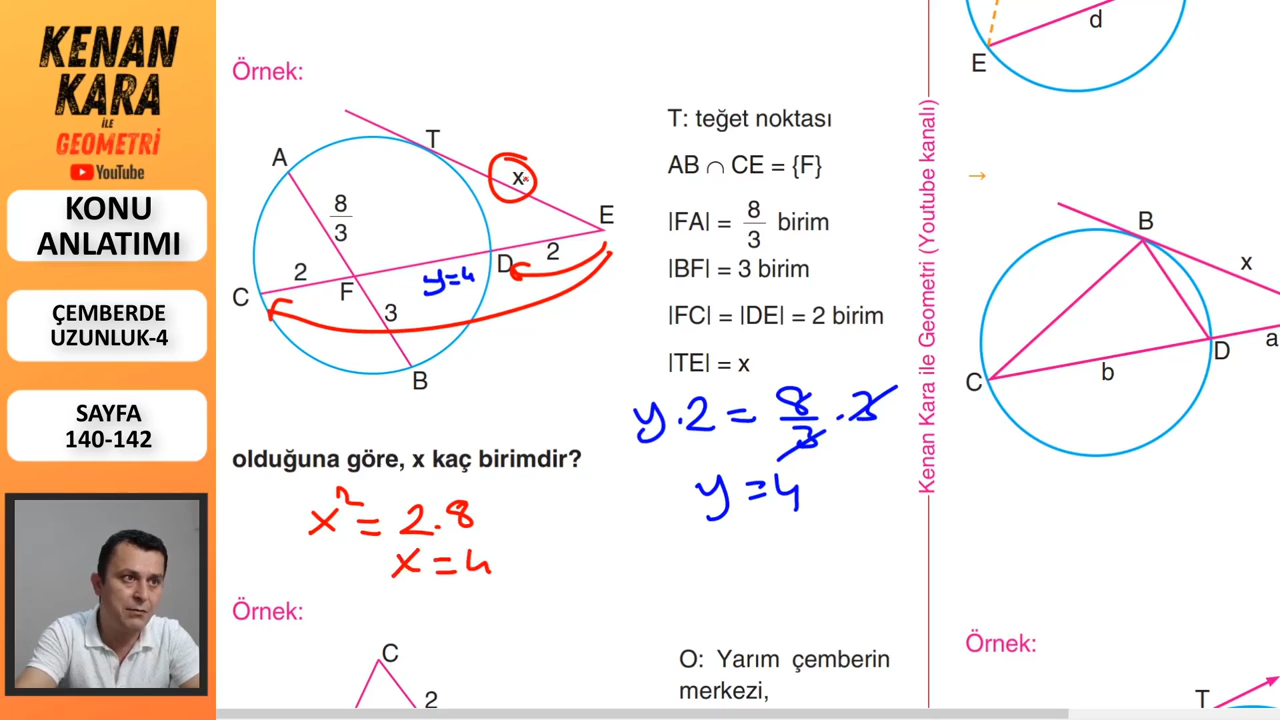 KENAN
KARA
İLE
GEOMETRİ
YouTube
KONU
ANLATIMI
ÇEMBERDE
UZUNLUK-4
SAYFA
140-142
Örnek:
A
T
x
8
3
E
2
D
2
C
F
y=4
3
B
T: teğet noktası
AB ∩ CE = {F}
|FA| = 8/3 birim
|BF| = 3 birim
|FC| = |DE| = 2 birim
|TE| = x
y.2 = 8/3 . 3
y = 4
olduğuna göre, x kaç birimdir?
x² = 2.8
x = 4
Örnek:
C
2
O: Yarım çemberin
merkezi,
Kenan Kara ile Geometri (Youtube kanalı)
E
d
→
B
x
C
b
D
a
Örnek:
T